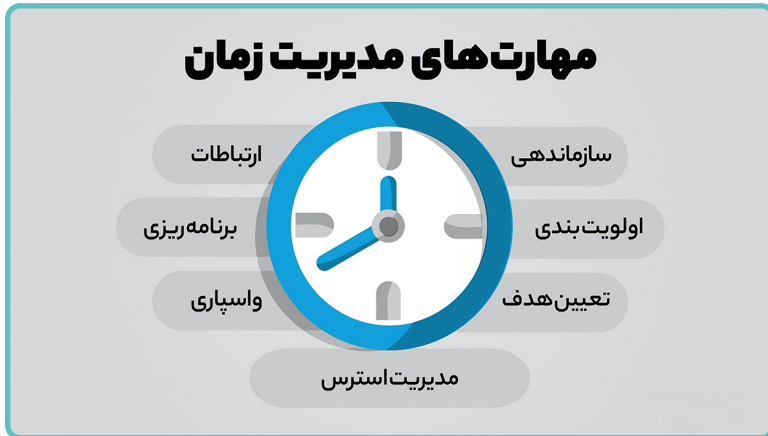 مهارت‌های مدیریت زمان
سازماندهی
ارتباطات
اولویت‌بندی
برنامه‌ریزی
تعیین هدف
واسپاری
مدیریت استرس